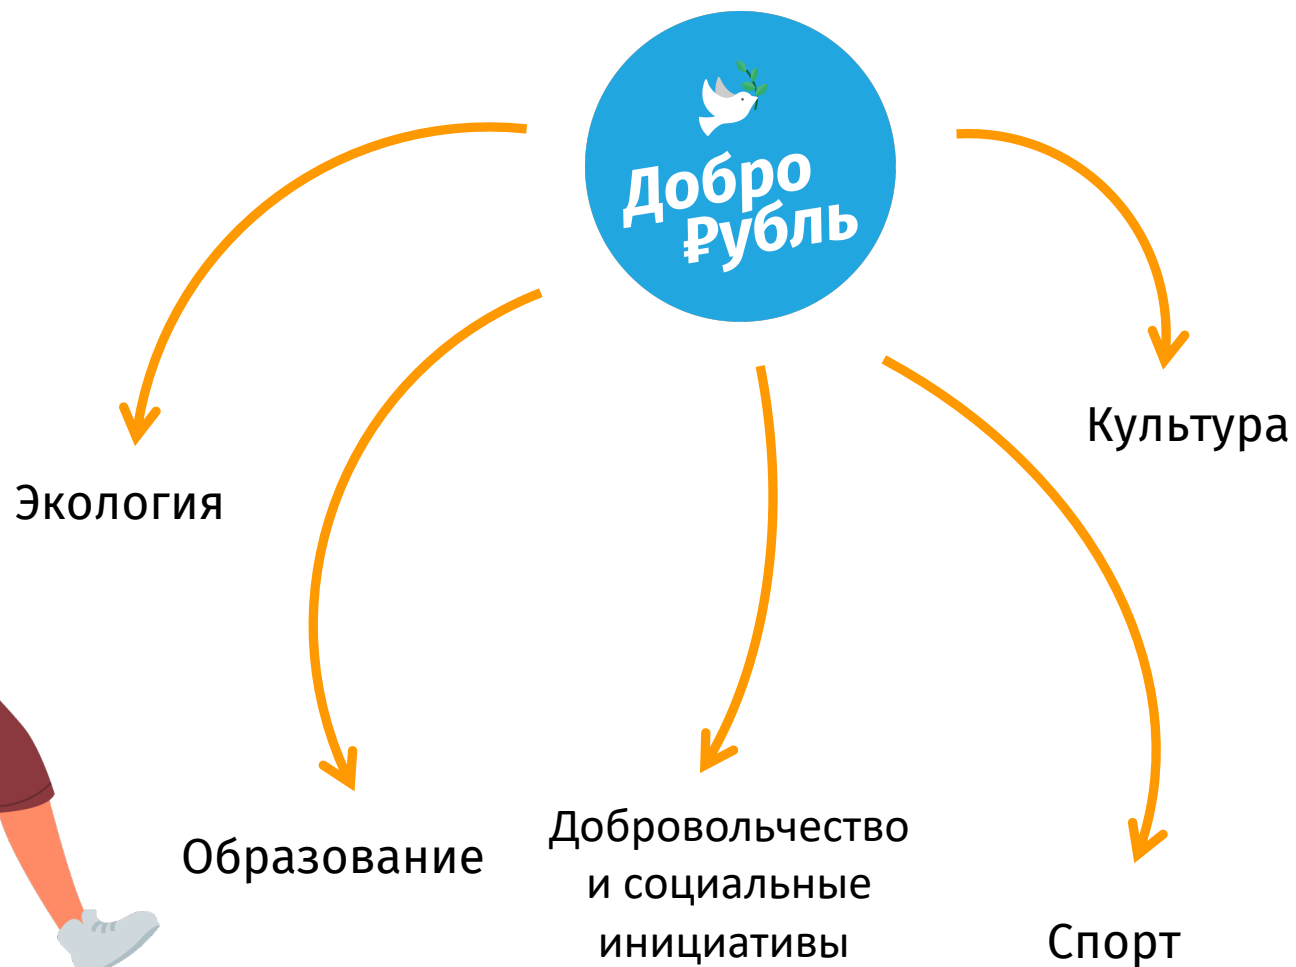 Добро
₽убль
Культура
Экология
Образование
Добровольчество
и социальные
инициативы
Спорт